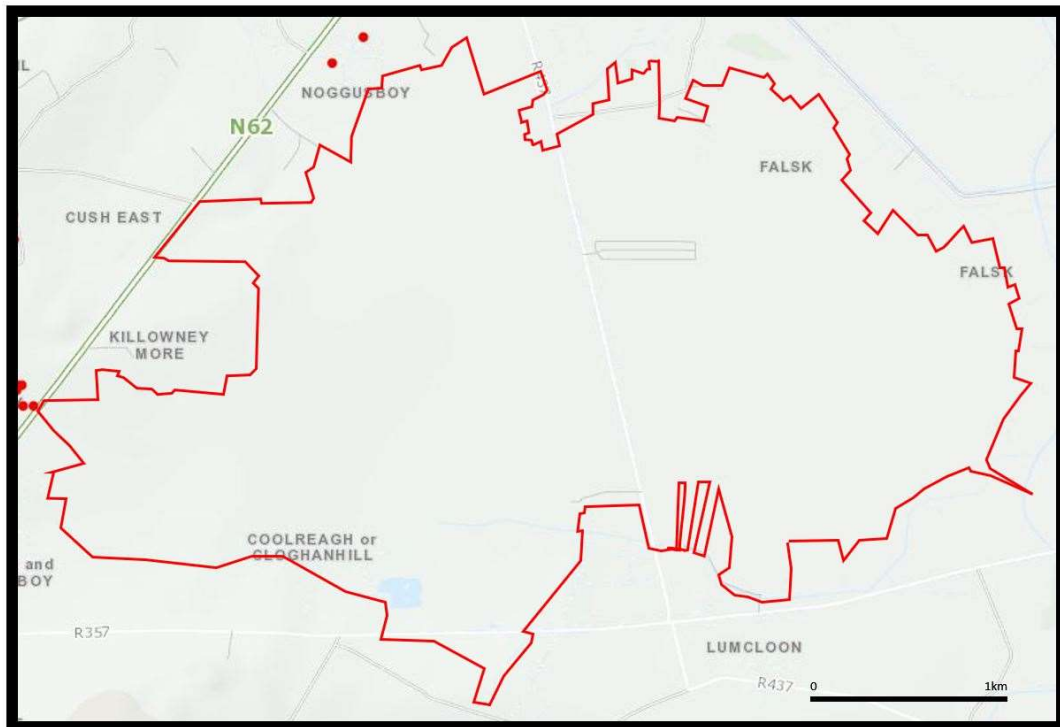 NOGGUSBOY
N62
FALSK
CUSH EAST
FALSK
KILLOWNEY
MORE
COOLREAGH or
CLOGHANHILL
and
BOY
R357
LUMCLOON
R437
0 1km